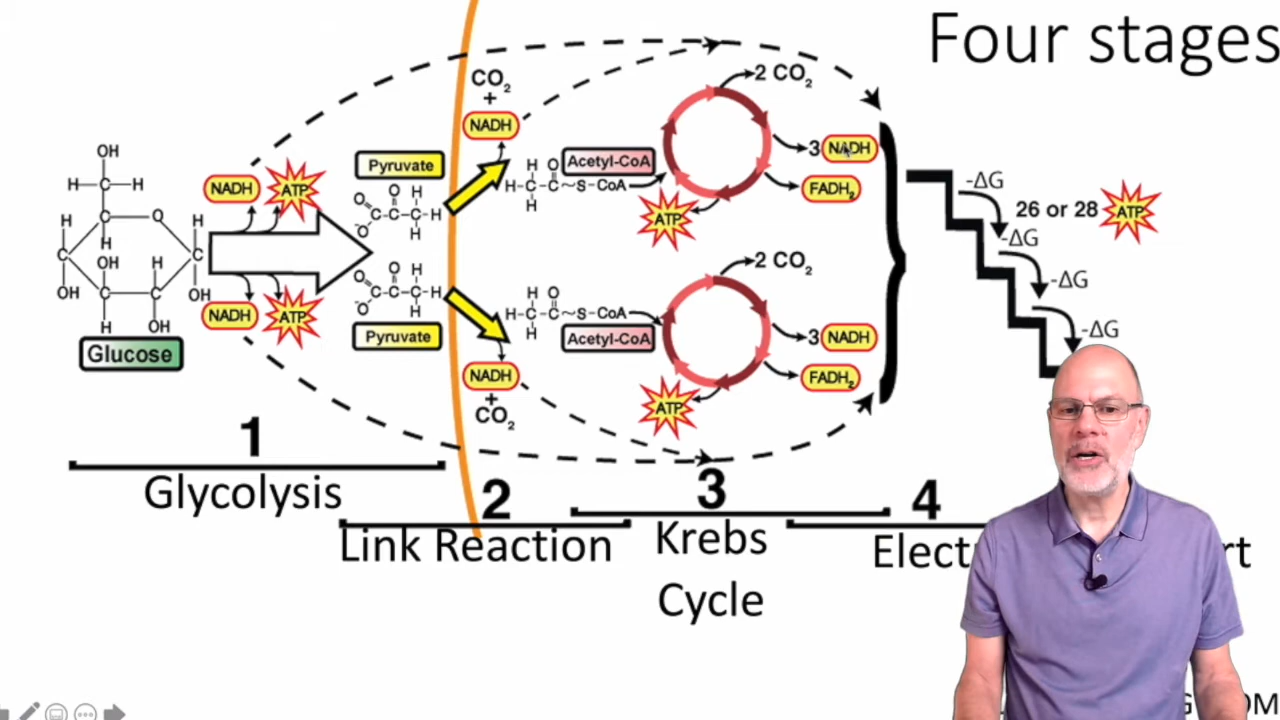 Four stages
CO₂
+
NADH
2 CO₂
3 NADH
FADH₂
Acetyl-CoA
ATP
Pyruvate
NADH
ATP
OH
H C H
C O
H
H
H
C
OH
H
C
OH
H
C
C
H
OH
Glucose
NADH
ATP
O
O H
C C C H
⁻O
H
O
O H
C C C H
⁻O
H
Pyruvate
H O
H C C~S CoA
H
H O
H C C~S CoA
H
2 CO₂
3 NADH
FADH₂
Acetyl-CoA
ATP
NADH
+
CO₂
-ΔG
26 or 28 ATP
-ΔG
-ΔG
-ΔG
1
Glycolysis
2
Link Reaction
3
Krebs
Cycle
4